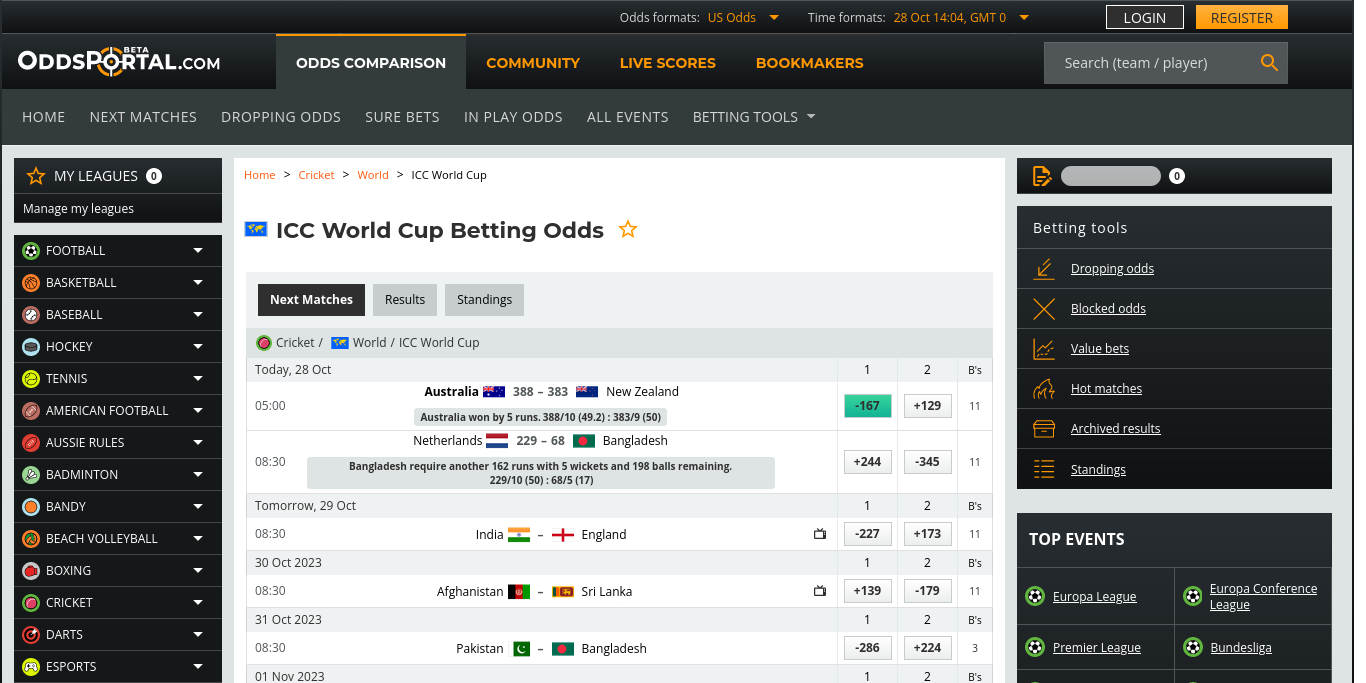 Odds formats: US Odds Time formats: 28 Oct 14:04, GMT 0 LOGIN REGISTER
ODDSPORTAL.COM BETA
ODDS COMPARISON COMMUNITY LIVE SCORES BOOKMAKERS Search (team / player)
HOME NEXT MATCHES DROPPING ODDS SURE BETS IN PLAY ODDS ALL EVENTS BETTING TOOLS
MY LEAGUES 0
Manage my leagues
FOOTBALL
BASKETBALL
BASEBALL
HOCKEY
TENNIS
AMERICAN FOOTBALL
AUSSIE RULES
BADMINTON
BANDY
BEACH VOLLEYBALL
BOXING
CRICKET
DARTS
ESPORTS
Home > Cricket > World > ICC World Cup
ICC World Cup Betting Odds
Next Matches Results Standings
Cricket / World / ICC World Cup
Today, 28 Oct 1 2 B's
05:00 Australia 388 – 383 New Zealand -167 +129 11
Australia won by 5 runs. 388/10 (49.2) : 383/9 (50)
08:30 Netherlands 229 – 68 Bangladesh +244 -345 11
Bangladesh require another 162 runs with 5 wickets and 198 balls remaining.
229/10 (50) : 68/5 (17)
Tomorrow, 29 Oct 1 2 B's
08:30 India – England -227 +173 11
30 Oct 2023 1 2 B's
08:30 Afghanistan – Sri Lanka +139 -179 11
31 Oct 2023 1 2 B's
08:30 Pakistan – Bangladesh -286 +224 3
01 Nov 2023 1 2 B's
0
Betting tools
Dropping odds
Blocked odds
Value bets
Hot matches
Archived results
Standings
TOP EVENTS
Europa League
Europa Conference
League
Premier League
Bundesliga